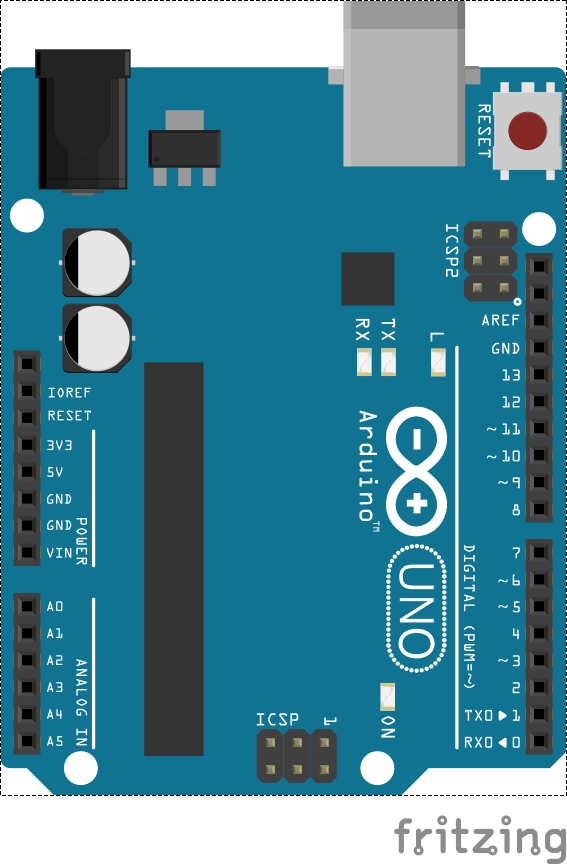 RESET
ICSP2
AREF
GND
13
12
~11
~10
~9
8
RX
TX
L
IOREF
RESET
3V3
5V
GND
GND
VIN
POWER
Arduino™
UNO
7
~6
~5
4
~3
2
TX0▶1
RX0◀0
DIGITAL (PWM=~)
A0
A1
A2
A3
A4
A5
ANALOG IN
ICSP
1
ON
fritzing